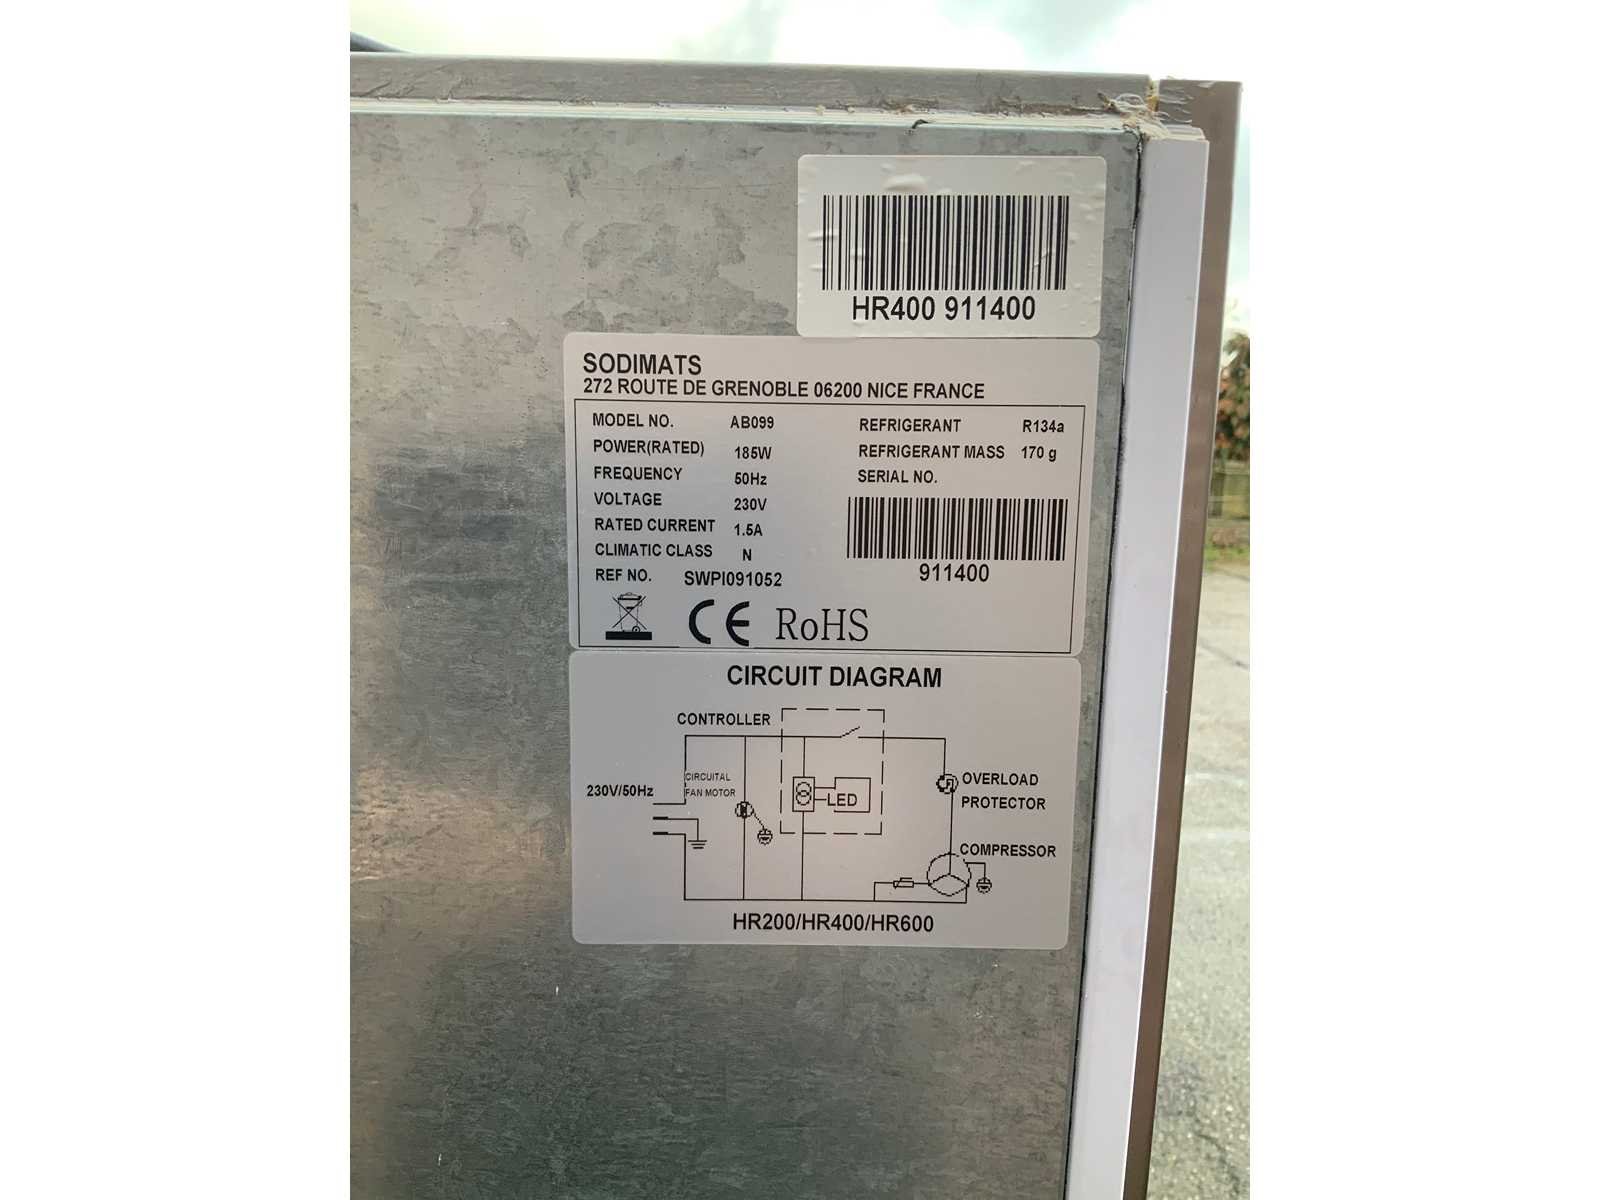 HR400 911400
SODIMATS
272 ROUTE DE GRENOBLE 06200 NICE FRANCE
MODEL NO. AB099
POWER(RATED) 185W
FREQUENCY 50Hz
VOLTAGE 230V
RATED CURRENT 1.5A
CLIMATIC CLASS N
REF NO. SWPI091052
REFRIGERANT R134a
REFRIGERANT MASS 170 g
SERIAL NO.
911400
CE RoHS
CIRCUIT DIAGRAM
CONTROLLER
230V/50Hz
CIRCUITAL
FAN MOTOR
LED
OVERLOAD
PROTECTOR
COMPRESSOR
HR200/HR400/HR600